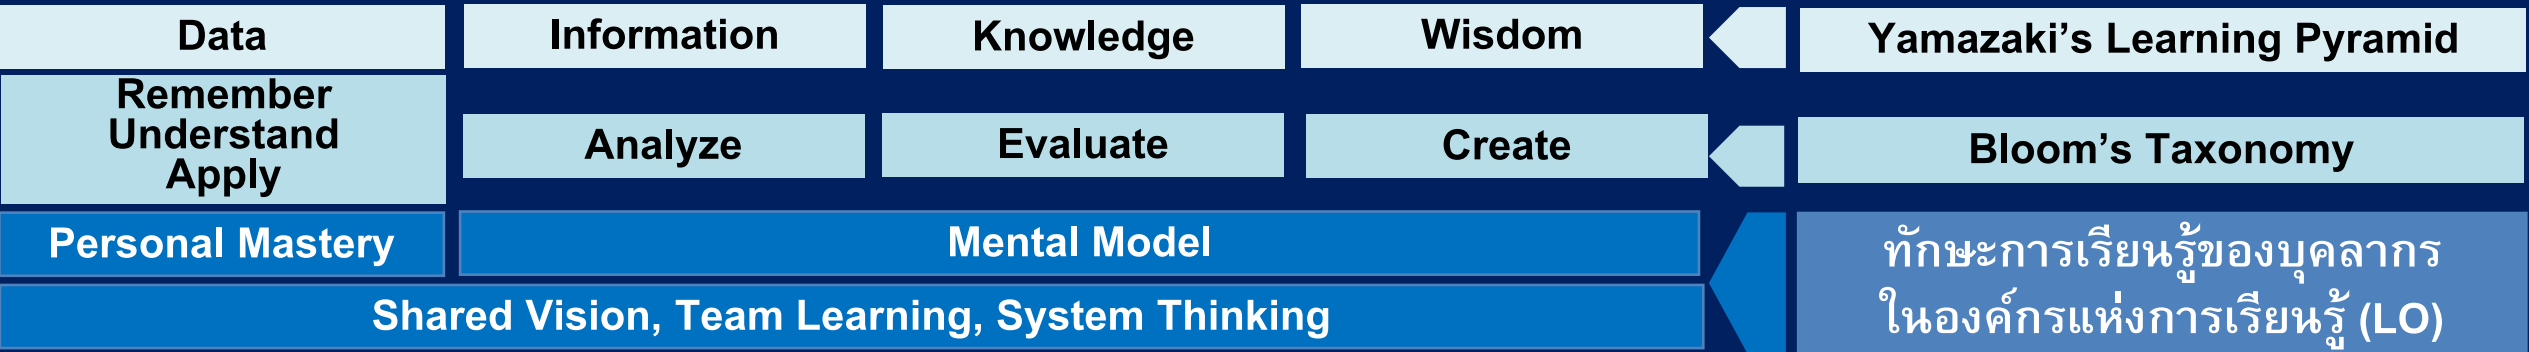 Data Information Knowledge Wisdom Yamazaki’s Learning Pyramid
Remember
Understand
Apply
Analyze Evaluate Create Bloom’s Taxonomy
Personal Mastery Mental Model
Shared Vision, Team Learning, System Thinking
ทักษะการเรียนรู้ของบุคลากร
ในองค์กรแห่งการเรียนรู้ (LO)